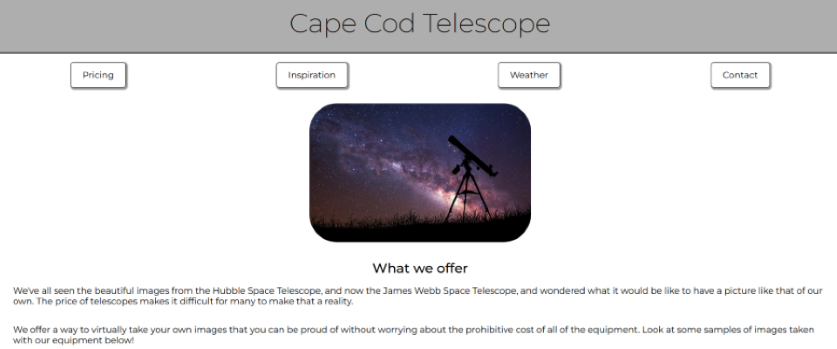 Cape Cod Telescope
Pricing
Inspiration
Weather
Contact
What we offer
We've all seen the beautiful images from the Hubble Space Telescope, and now the James Webb Space Telescope, and wondered what it would be like to have a picture like that of our
own. The price of telescopes makes it difficult for many to make that a reality.
We offer a way to virtually take your own images that you can be proud of without worrying about the prohibitive cost of all of the equipment. Look at some samples of images taken
with our equipment below!